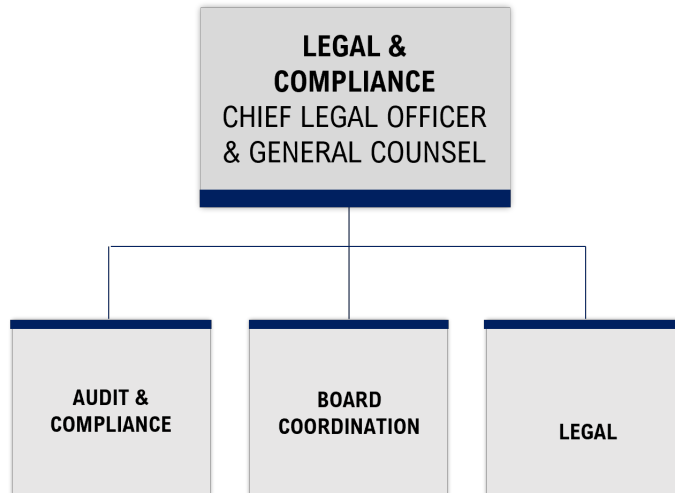 LEGAL &
COMPLIANCE
CHIEF LEGAL OFFICER
& GENERAL COUNSEL
AUDIT &
COMPLIANCE
BOARD
COORDINATION
LEGAL